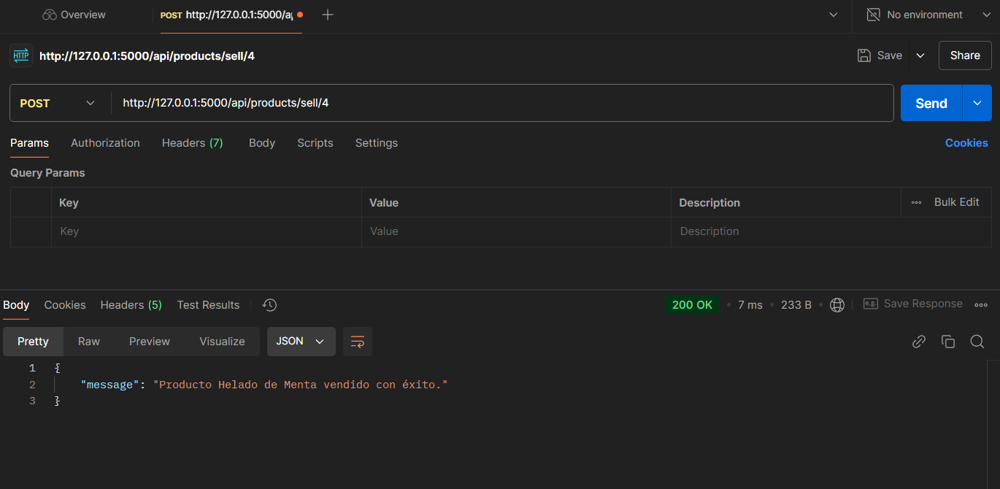 Overview POST http://127.0.0.1:5000/a No environment
HTTP http://127.0.0.1:5000/api/products/sell/4 Save Share
POST http://127.0.0.1:5000/api/products/sell/4 Send
Params Authorization Headers (7) Body Scripts Settings Cookies
Query Params
Key Value Description Bulk Edit
Key Value Description
Body Cookies Headers (5) Test Results 200 OK 7 ms 233 B e.g. Save Response
Pretty Raw Preview Visualize JSON
1 {
2 "message": "Producto Helado de Menta vendido con éxito."
3 }